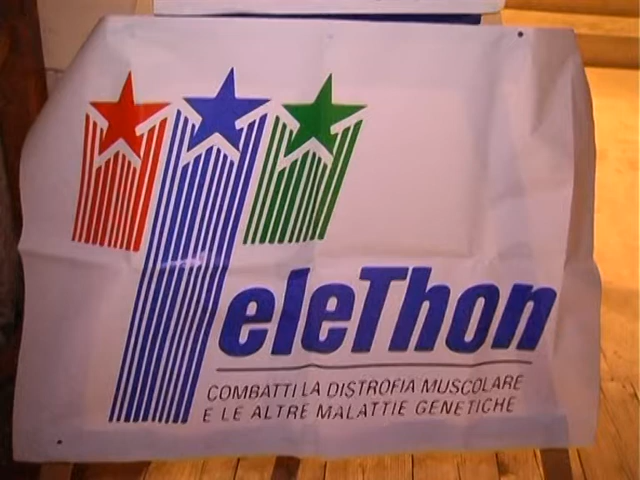 TeleThon
COMBATTI LA DISTROFIA MUSCOLARE
E LE ALTRE MALATTIE GENETICHE